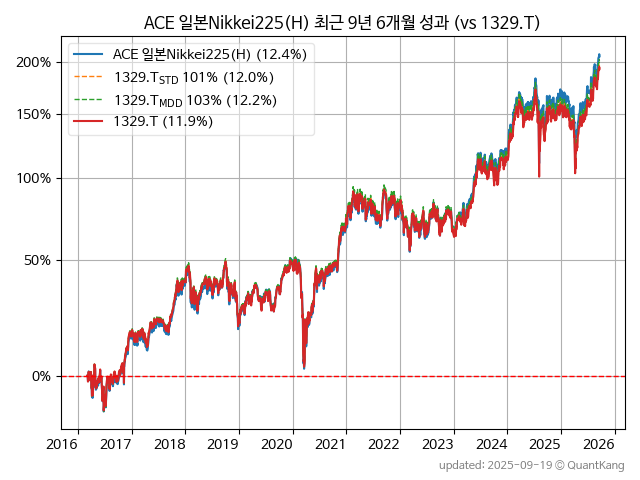 ACE 일본Nikkei225(H) 최근 9년 6개월 성과 (vs 1329.T)
ACE 일본Nikkei225(H) (12.4%)
1329.T_STD 101% (12.0%)
1329.T_MDD 103% (12.2%)
1329.T (11.9%)
200%
150%
100%
50%
0%
2016 2017 2018 2019 2020 2021 2022 2023 2024 2025 2026
updated: 2025-09-19 © QuantKang